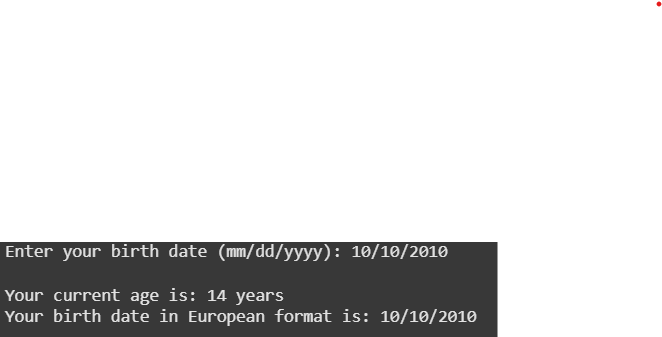 Enter your birth date (mm/dd/yyyy): 10/10/2010
Your current age is: 14 years
Your birth date in European format is: 10/10/2010